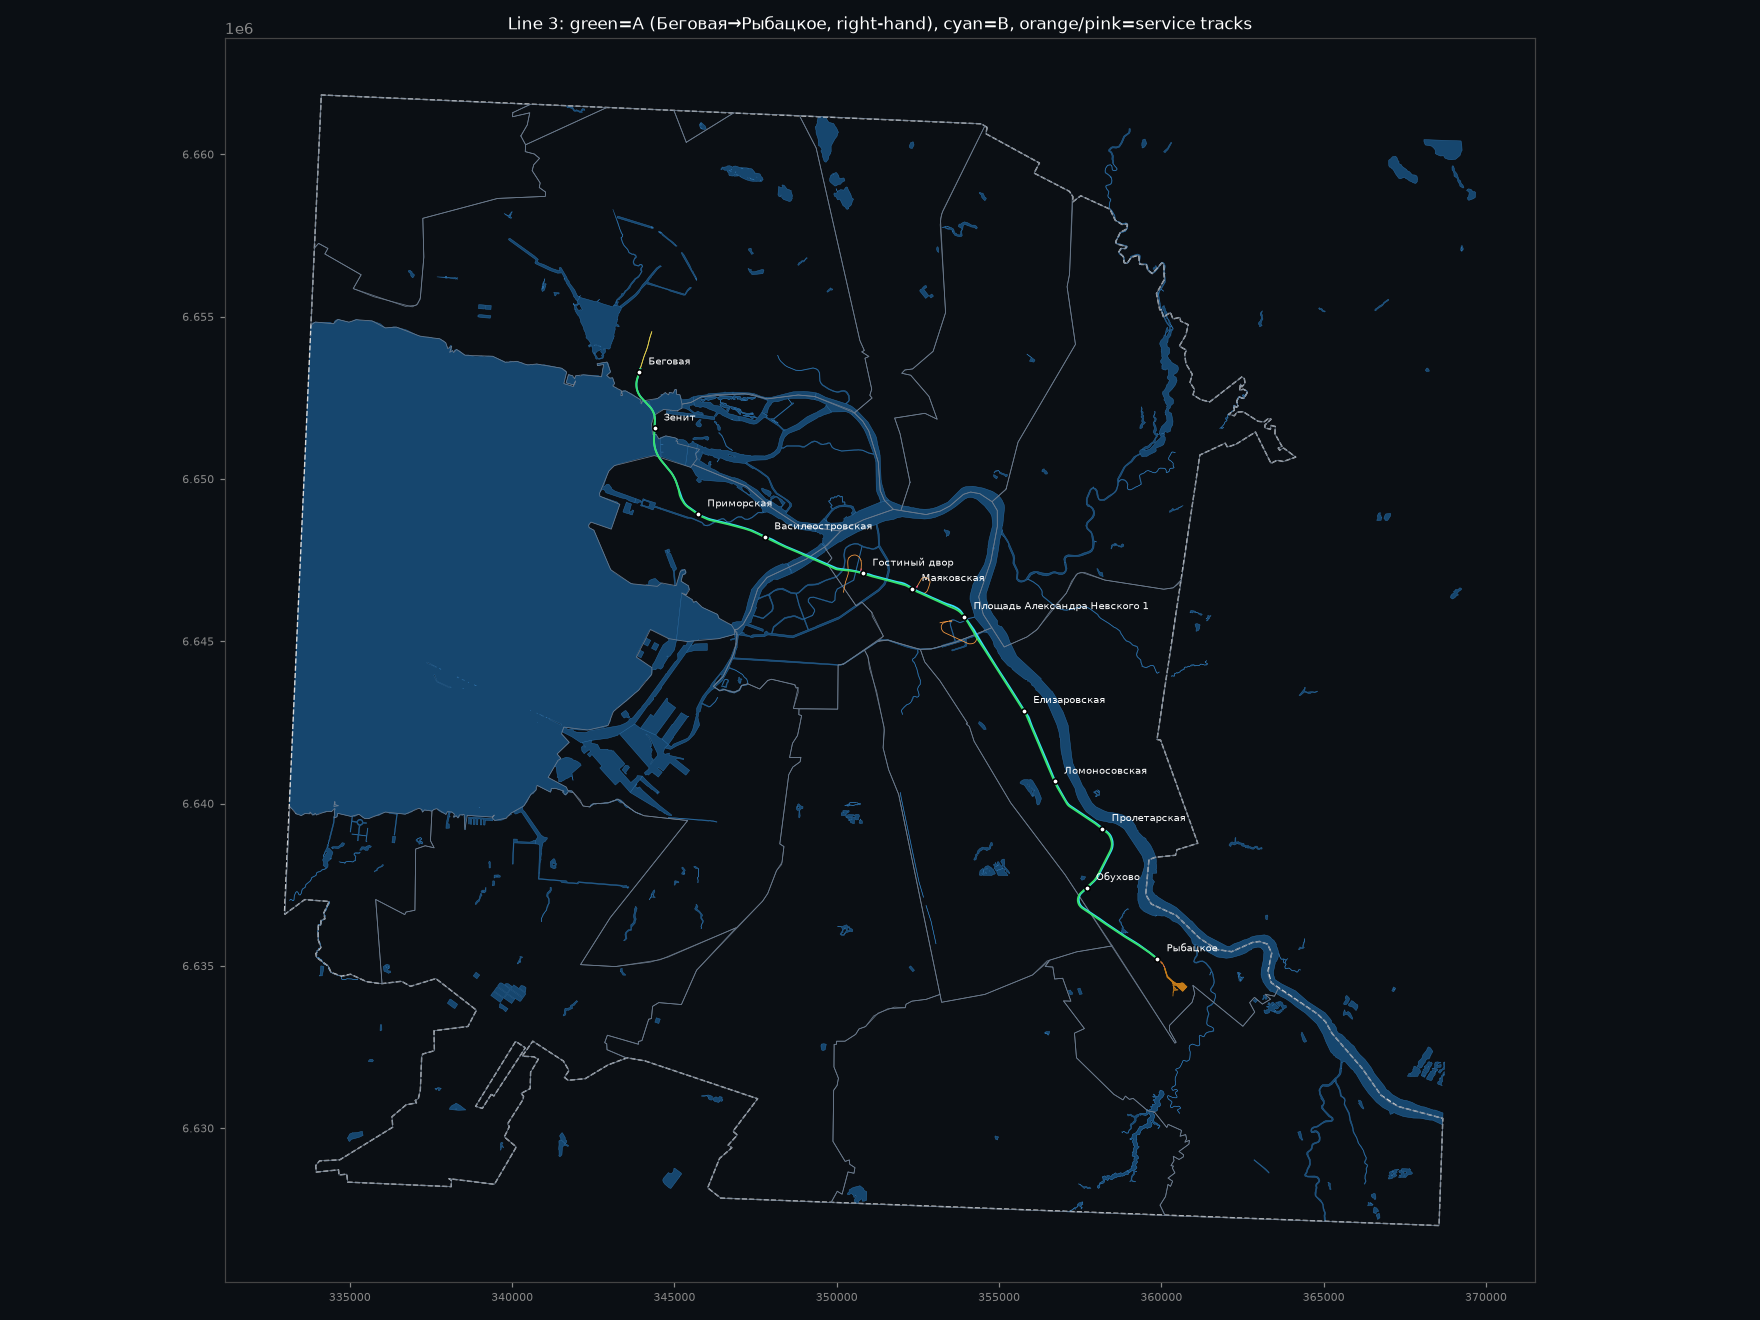 Line 3: green=A (Беговая→Рыбацкое, right-hand), cyan=B, orange/pink=service tracks
1e6
6.660
6.655
6.650
6.645
6.640
6.635
6.630
Беговая
Зенит
Приморская
Василеостровская
Гостиный двор
Маяковская
Площадь Александра Невского 1
Елизаровская
Ломоносовская
Пролетарская
Обухово
Рыбацкое
335000 340000 345000 350000 355000 360000 365000 370000